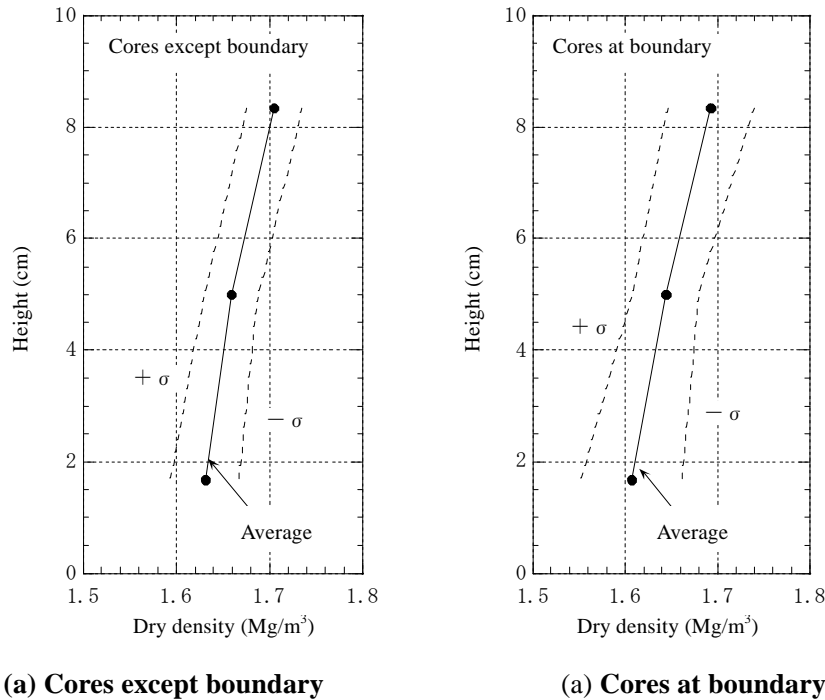 10
Cores except boundary
8
6
4
2
0
Height (cm)
+ σ
− σ
Average
1.5 1.6 1.7 1.8
Dry density (Mg/m³)
(a) Cores except boundary
10
Cores at boundary
8
6
4
2
0
Height (cm)
+ σ
− σ
Average
1.5 1.6 1.7 1.8
Dry density (Mg/m³)
(a) Cores at boundary